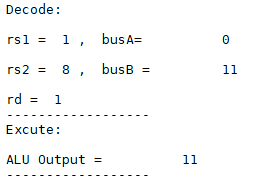 Decode:
rs1 =  1 ,  busA=          0
rs2 =  8 ,  busB =         11
rd =  1
-------------------
Excute:
ALU Output =          11
-------------------